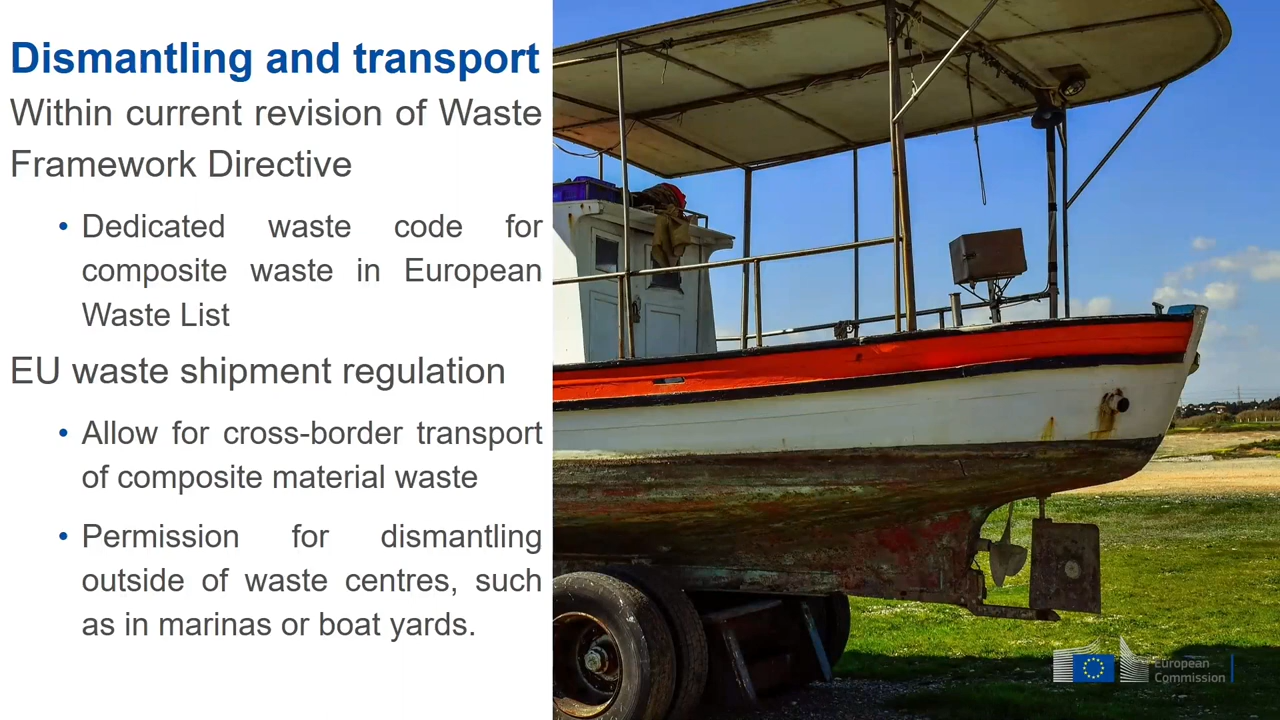 Dismantling and transport
Within current revision of Waste
Framework Directive
• Dedicated waste code for
composite waste in European
Waste List
EU waste shipment regulation
• Allow for cross-border transport
of composite material waste
• Permission for dismantling
outside of waste centres, such
as in marinas or boat yards.
European
Commission